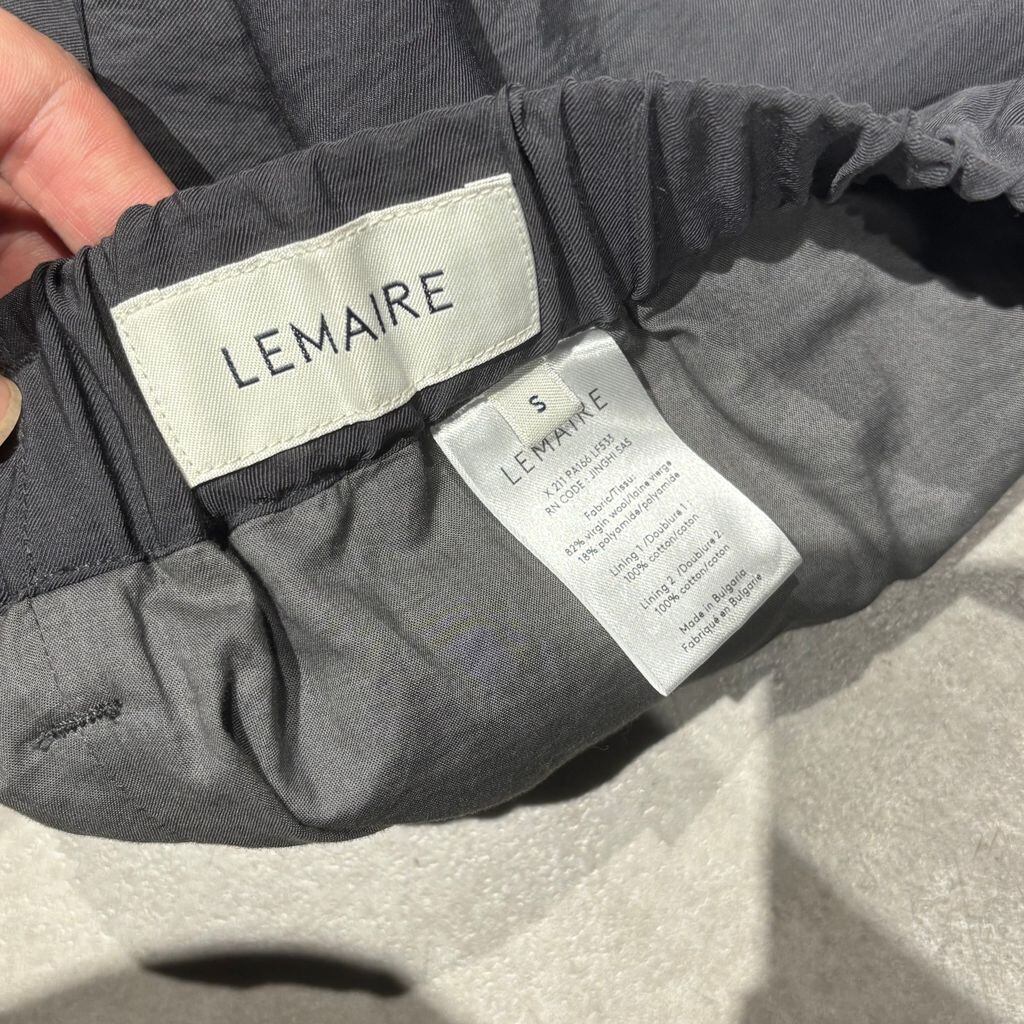 LEMAIRE
S
LEMAIRE
X 211 PA166 LF535
RN CODE : JINGHI SAS
Fabric/Tissu:
82% virgin wool/laine vierge
18% polyamide/polyamide
Lining 1 /Doublure 1 :
100% cotton/coton
Lining 2 /Doublure 2:
100% cotton/coton
Made in Bulgaria
Fabriqué en Bulgarie